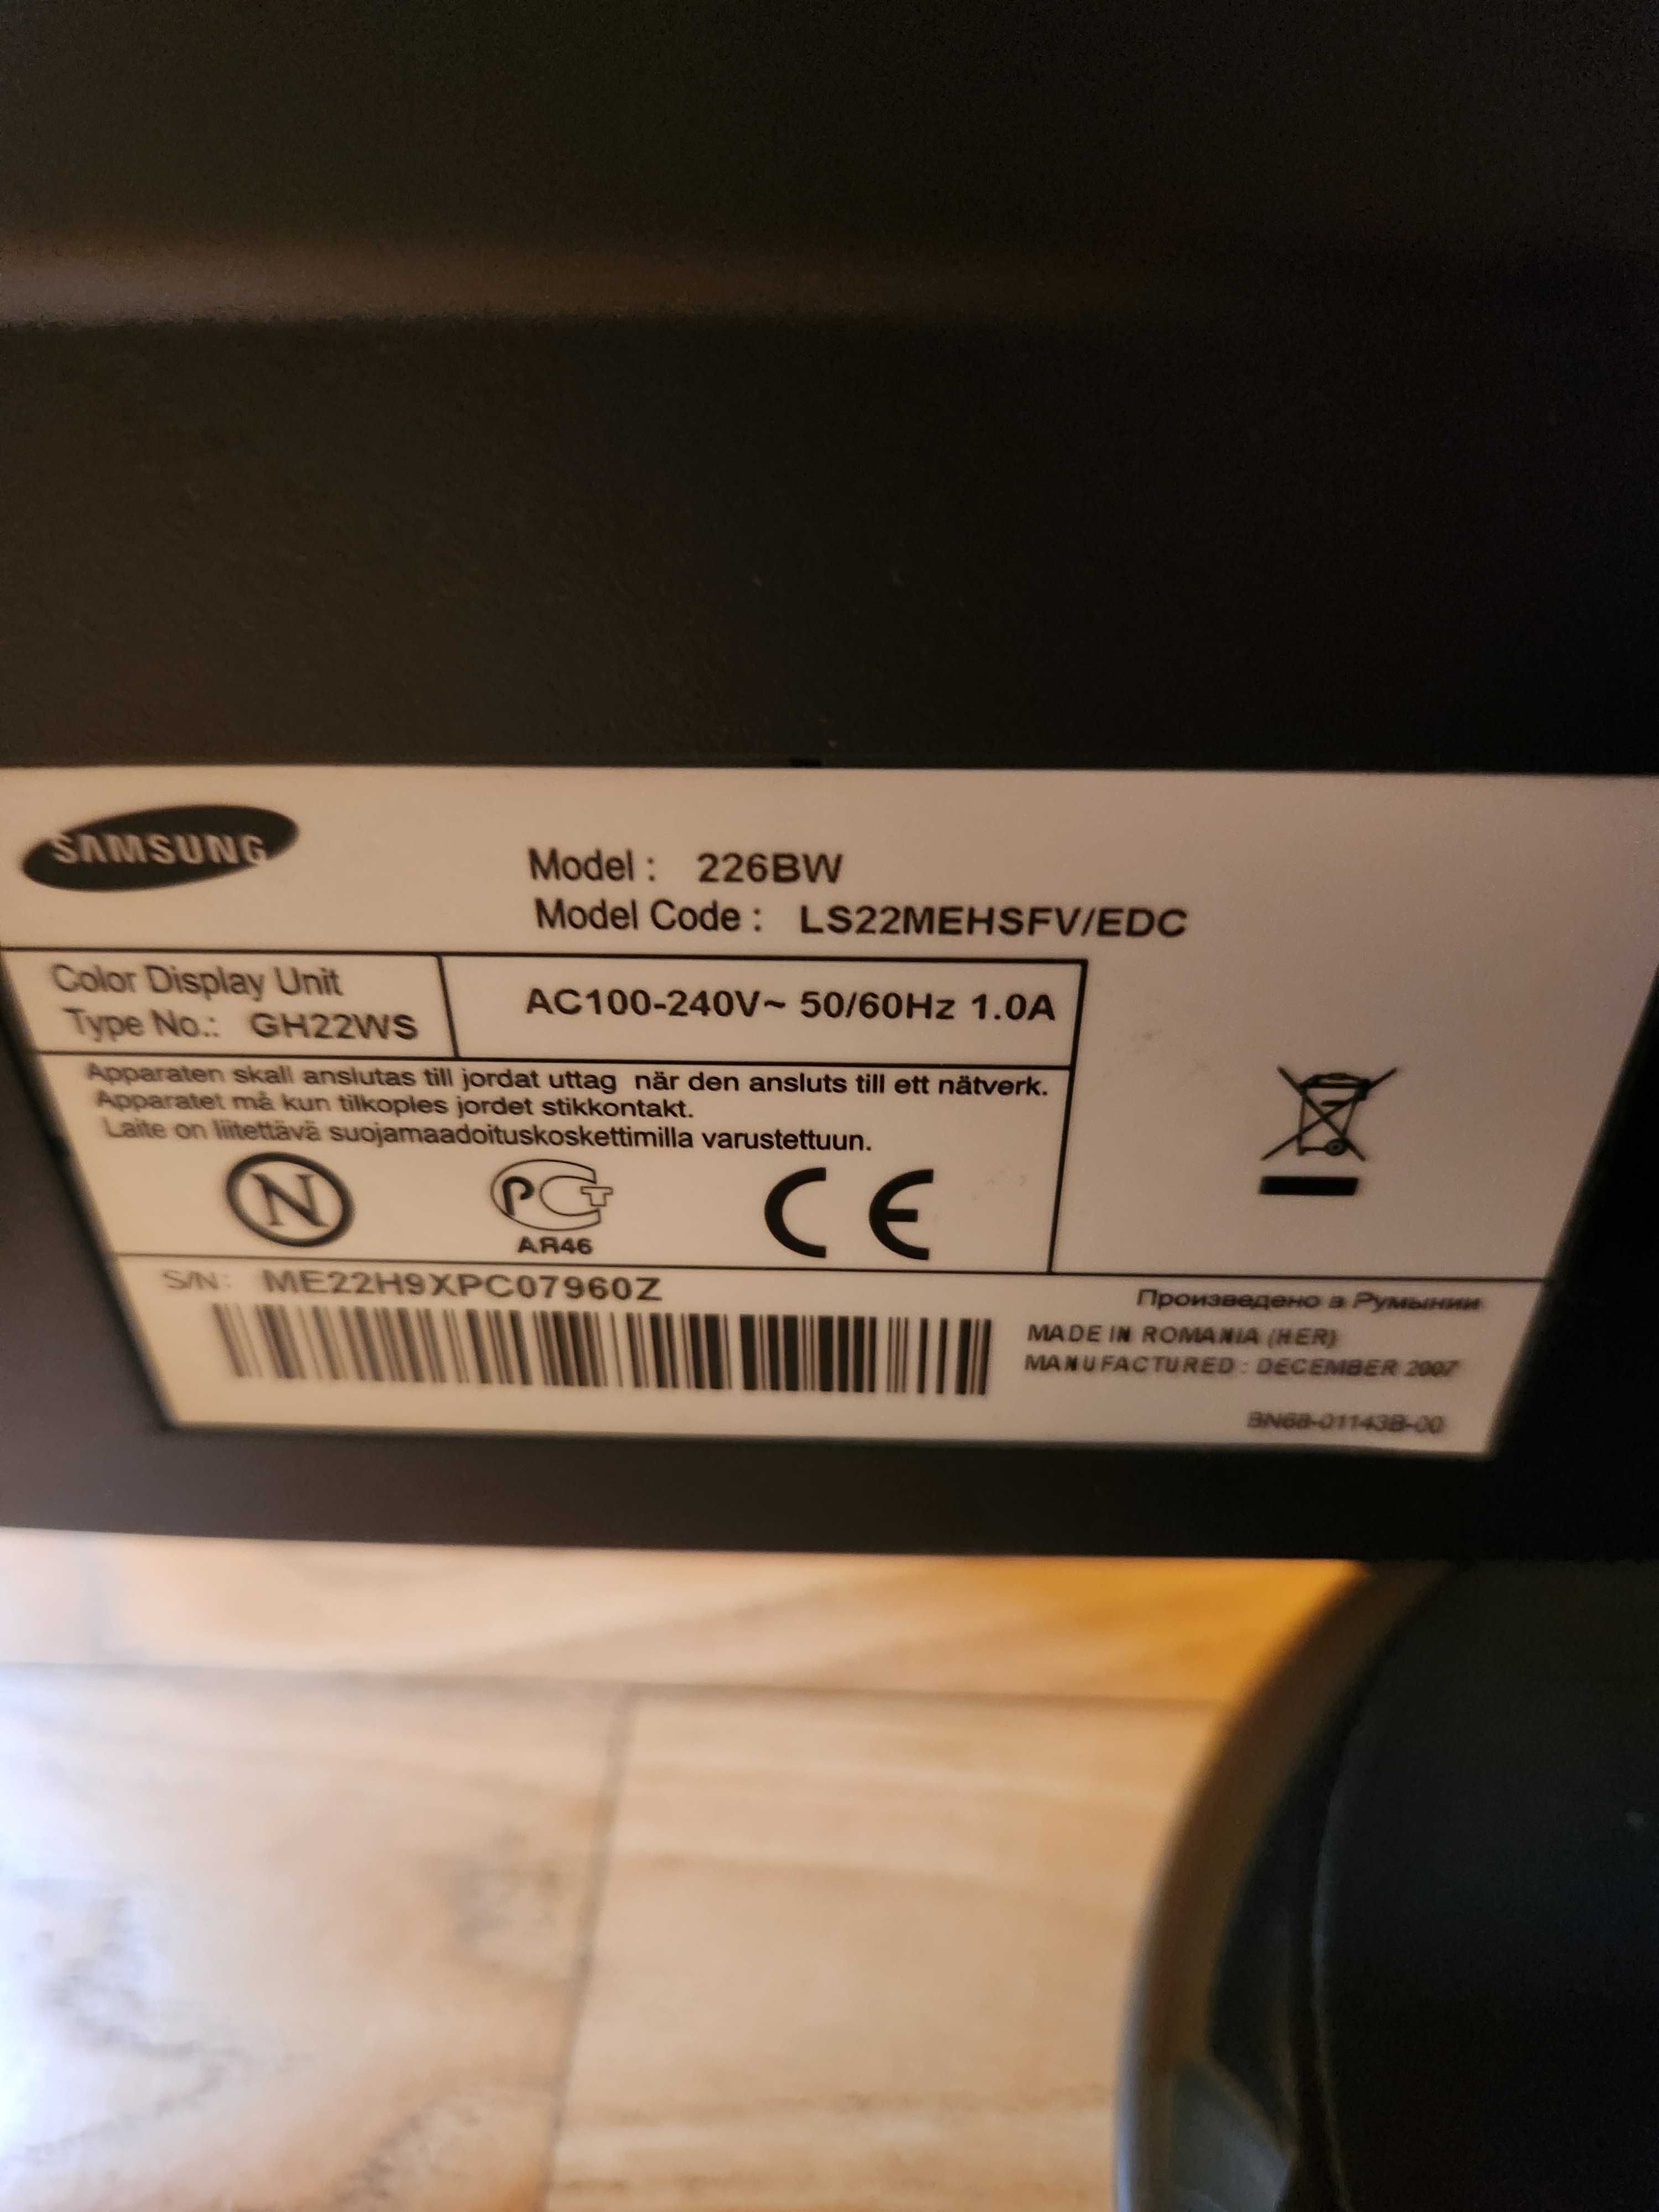 SAMSUNG
Model : 226BW
Model Code : LS22MEHSFV/EDC
Color Display Unit
Type No.: GH22WS
AC100-240V~ 50/60Hz 1.0A
Apparaten skall anslutas till jordat uttag när den ansluts till ett nätverk.
Apparatet må kun tilkoples jordet stikkontakt.
Laite on liitettävä suojamaadoituskoskettimilla varustettuun.
N
РСТ
АЯ46
CE
S/N: ME22H9XPC07960Z
Произведено в Румынии
MADE IN ROMANIA (HER)
MANUFACTURED : DECEMBER 2007
BN68-01143B-00